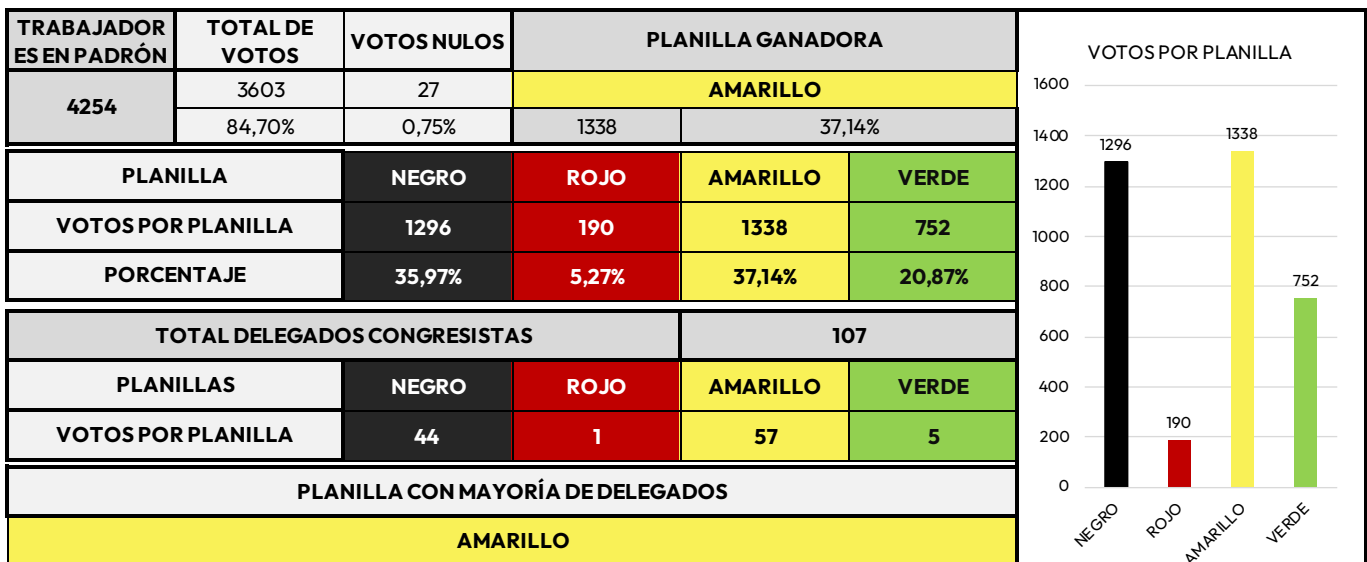 TRABAJADOR
ES EN PADRÓN
TOTAL DE
VOTOS
VOTOS NULOS
PLANILLA GANADORA
4254
3603
27
AMARILLO
84,70%
0,75%
1338
37,14%
PLANILLA
NEGRO
ROJO
AMARILLO
VERDE
VOTOS POR PLANILLA
1296
190
1338
752
PORCENTAJE
35,97%
5,27%
37,14%
20,87%
TOTAL DELEGADOS CONGRESISTAS
107
PLANILLAS
NEGRO
ROJO
AMARILLO
VERDE
VOTOS POR PLANILLA
44
1
57
5
PLANILLA CON MAYORÍA DE DELEGADOS
AMARILLO
VOTOS POR PLANILLA
1600
1400
1200
1000
800
600
400
200
0
1296
190
1338
752
NEGRO
ROJO
AMARILLO
VERDE